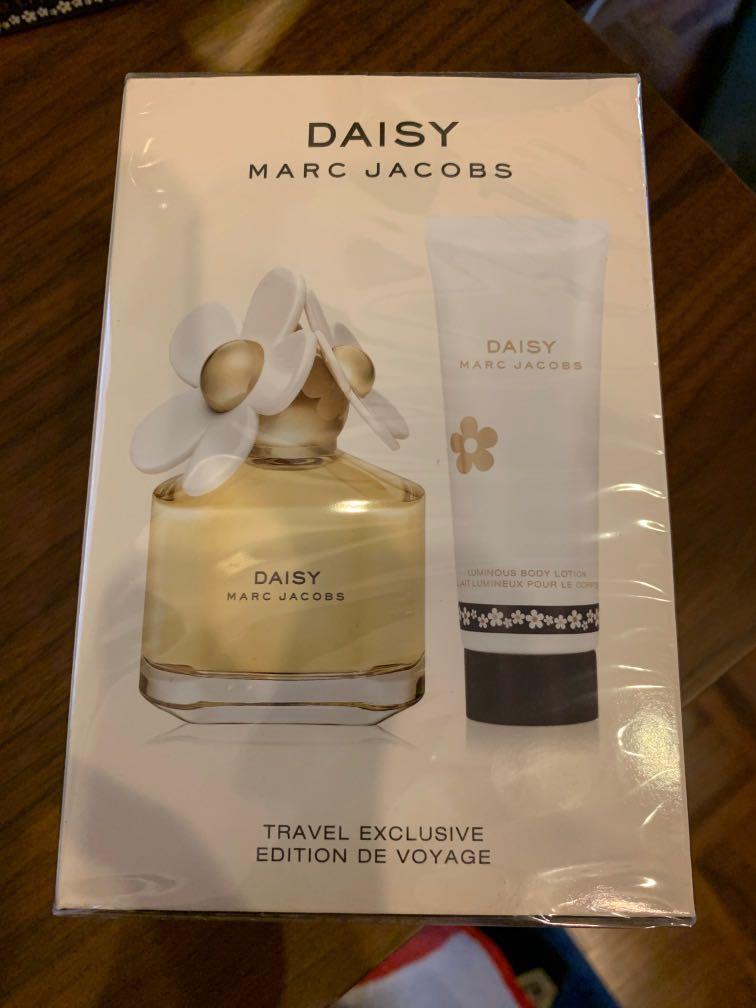 DAISY
MARC JACOBS
DAISY
MARC JACOBS
LUMINOUS BODY LOTION
LAIT LUMINEUX POUR LE CORPS
DAISY
MARC JACOBS
TRAVEL EXCLUSIVE
EDITION DE VOYAGE